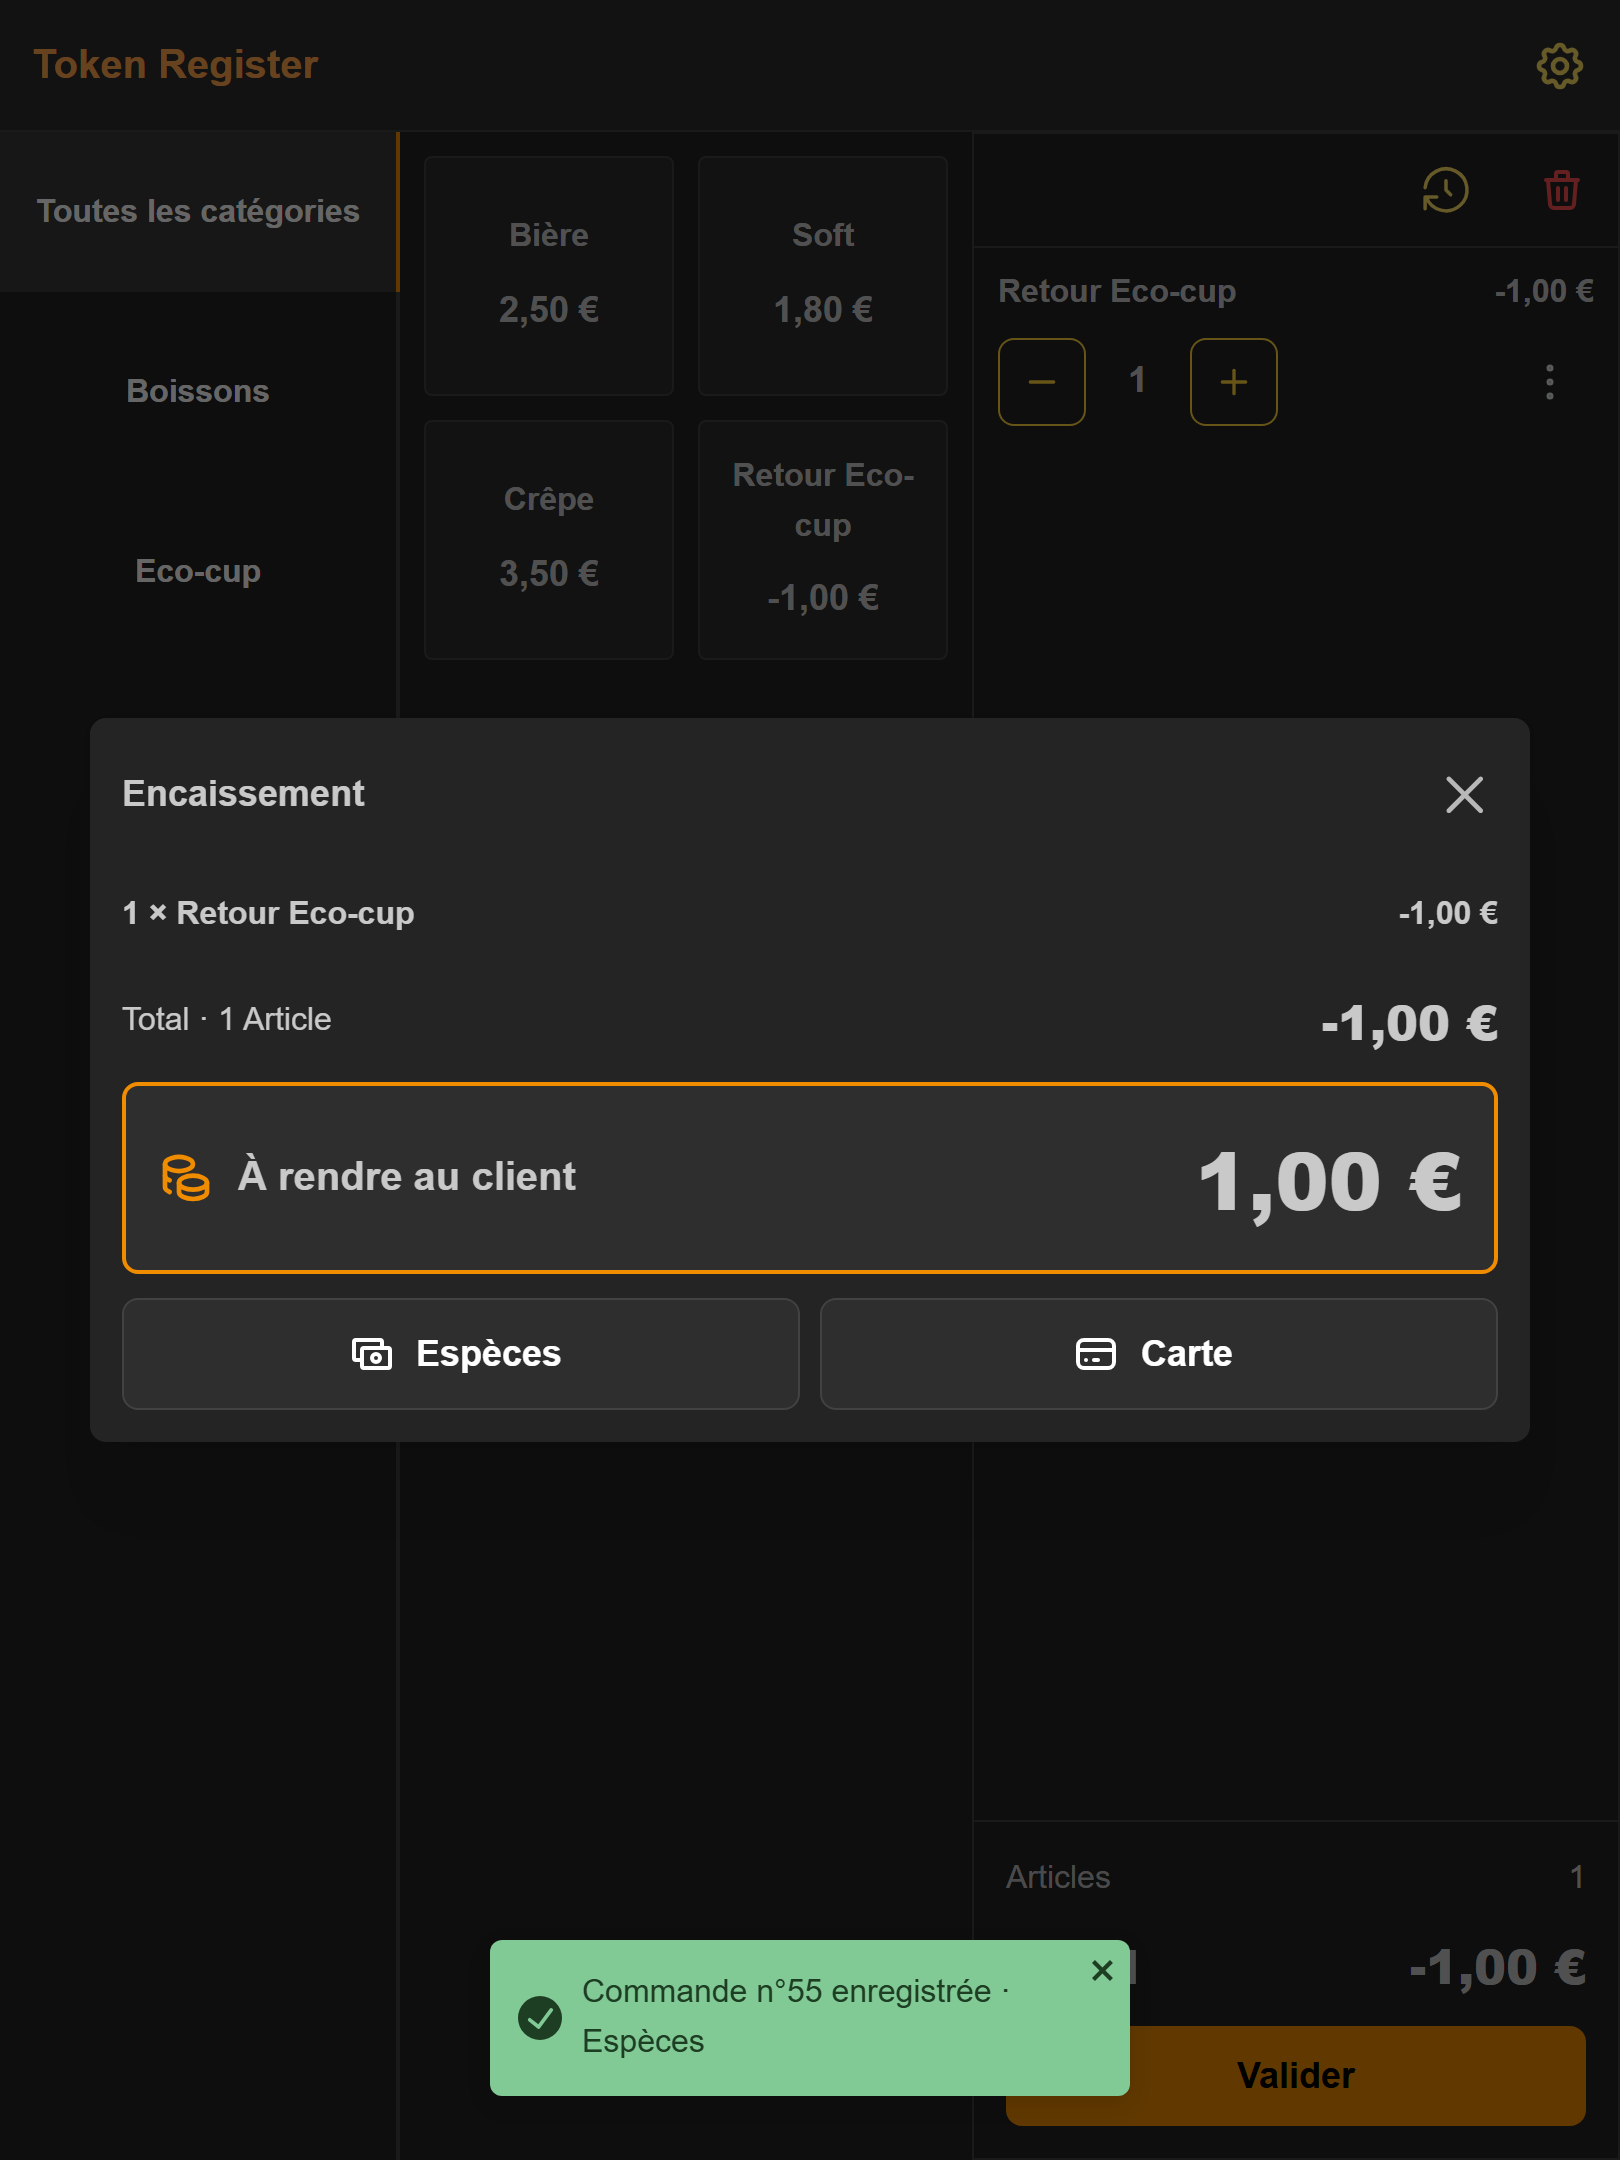 Token Register
Toutes les catégories
Boissons
Eco-cup
Bière
2,50 €
Soft
1,80 €
Crêpe
3,50 €
Retour Eco-
cup
-1,00 €
Retour Eco-cup -1,00 €
1
Encaissement
1 × Retour Eco-cup -1,00 €
Total · 1 Article -1,00 €
À rendre au client 1,00 €
Espèces
Carte
Articles 1
-1,00 €
Valider
Commande n°55 enregistrée ·
Espèces